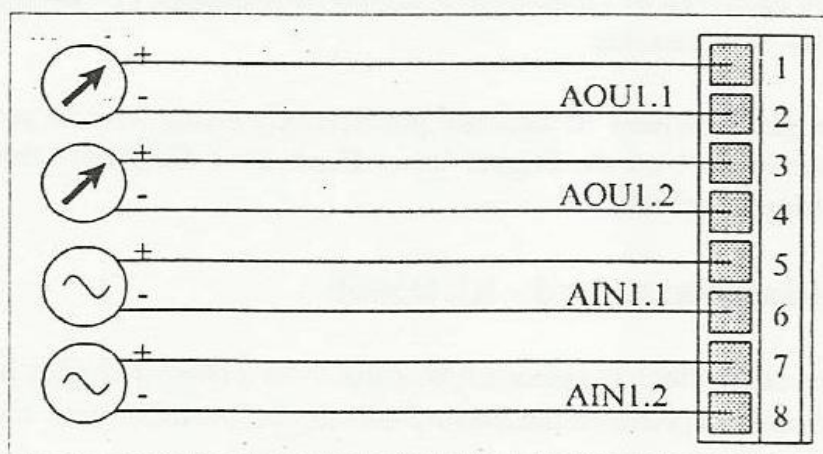 + 1
- AOU1.1 2
+ 3
- AOU1.2 4
+ 5
- AIN1.1 6
+ 7
- AIN1.2 8